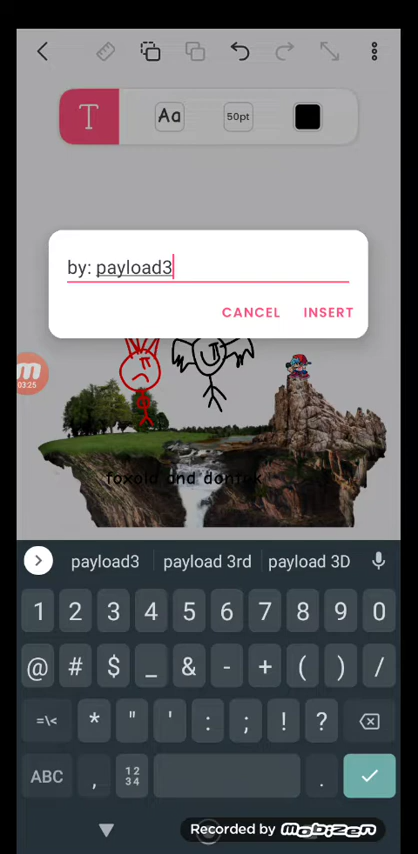 T Aa 50pt
by: payload3
CANCEL INSERT
03:25
foxold and donfuk
payload3 payload 3rd payload 3D
1 2 3 4 5 6 7 8 9 0
@ # $ _ & - + ( ) /
=\< * " ' : ; ! ?
ABC , 12 34 .
Recorded by mobizen